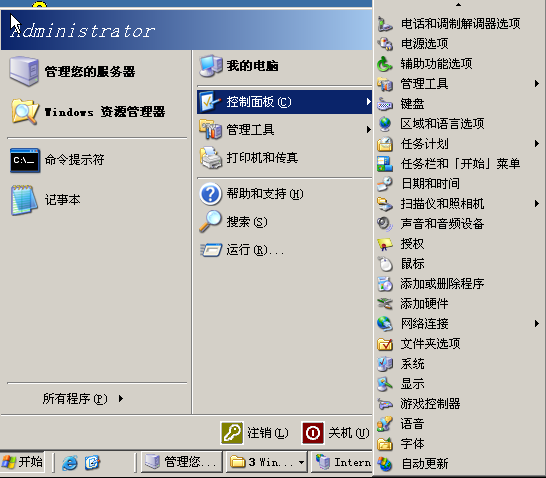 Administrator
管理您的服务器
Windows 资源管理器
命令提示符
记事本
所有程序(P)
我的电脑
控制面板(C)
管理工具
打印机和传真
帮助和支持(H)
搜索(S)
运行(R)...
注销(L)
关机(U)
电话和调制解调器选项
电源选项
辅助功能选项
管理工具
键盘
区域和语言选项
任务计划
任务栏和「开始」菜单
日期和时间
扫描仪和照相机
声音和音频设备
授权
鼠标
添加或删除程序
添加硬件
网络连接
文件夹选项
系统
显示
游戏控制器
语音
字体
自动更新
开始
管理您...
3 Win...
Intern